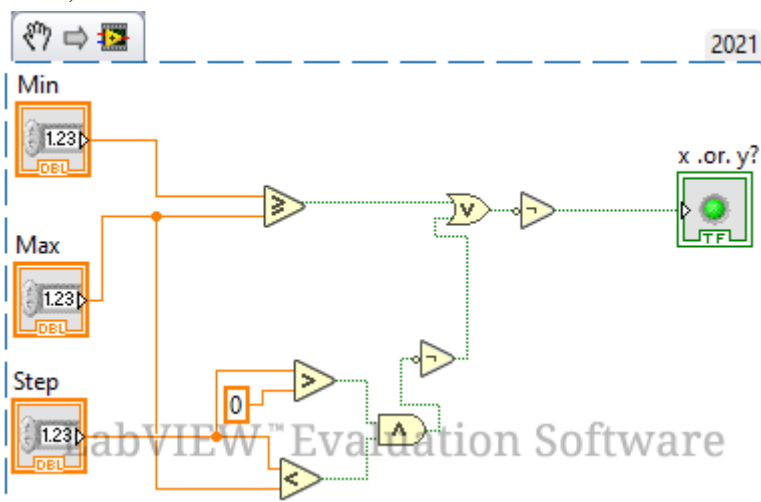 2021
Min
1.23
DBL
x .or. y?
TF
Max
1.23
DBL
Step
1.23
DBL
0
LabVIEW™ Evaluation Software